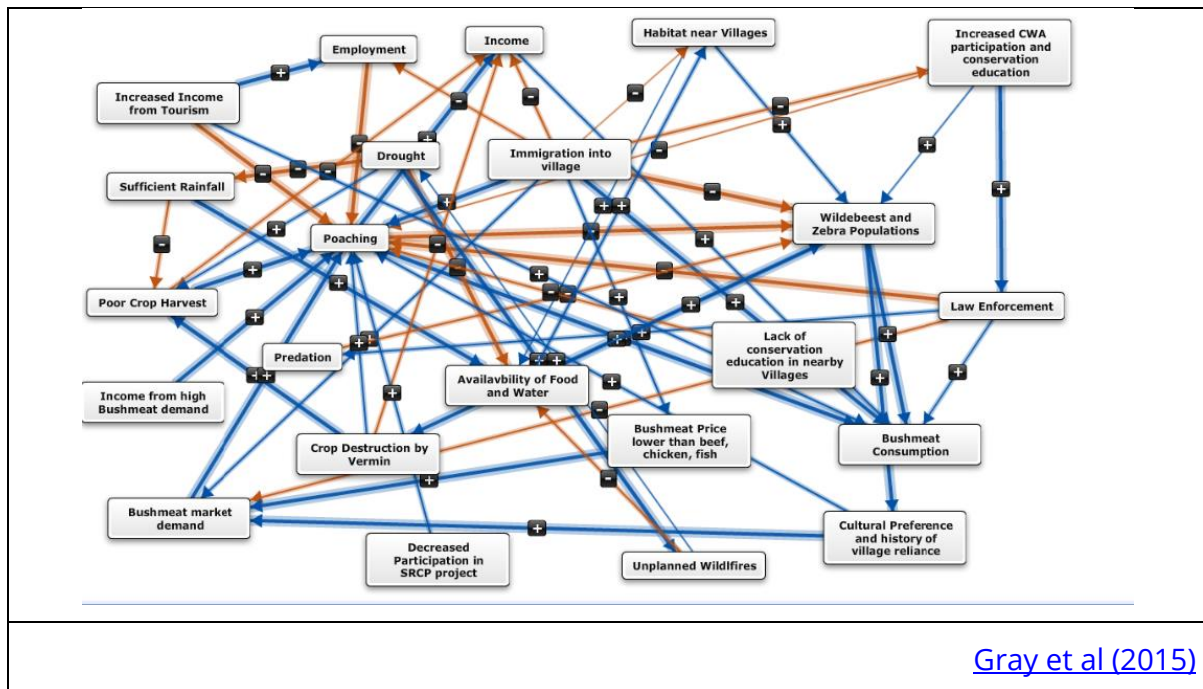 Employment
Income
Habitat near Villages
Increased CWA
participation and
conservation
education
Increased Income
from Tourism
Drought
Immigration into
village
Sufficient Rainfall
Wildebeest and
Zebra Populations
Poaching
Poor Crop Harvest
Law Enforcement
Predation
Lack of
conservation
education in nearby
Villages
Availavbility of Food
and Water
Income from high
Bushmeat demand
Bushmeat Price
lower than beef,
chicken, fish
Crop Destruction by
Vermin
Bushmeat
Consumption
Bushmeat market
demand
Cultural Preference
and history of
village reliance
Decreased
Participation in
SRCP project
Unplanned Wildlfires
Gray et al (2015)